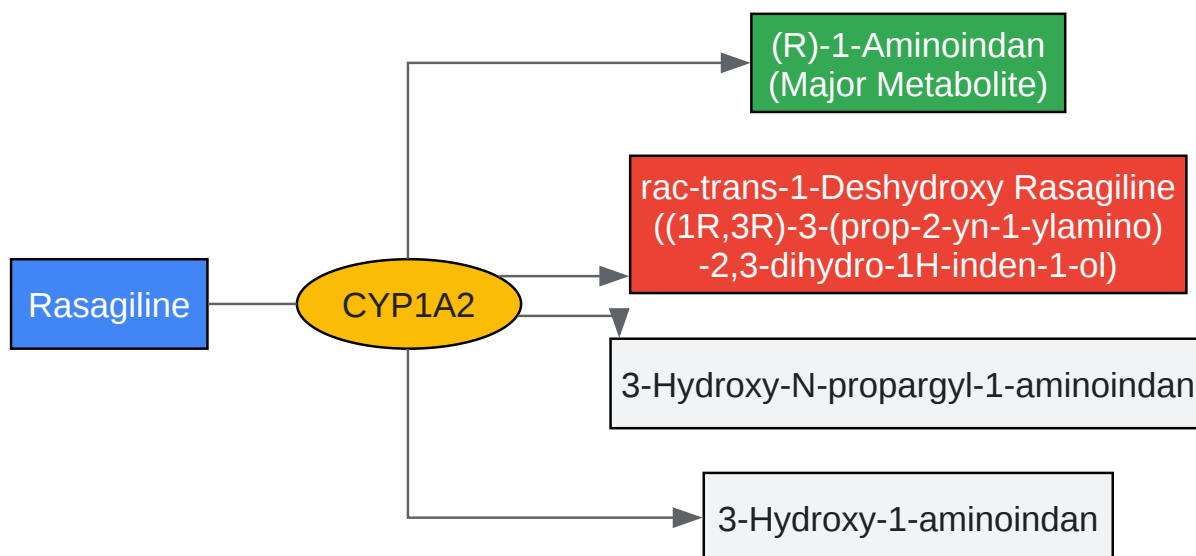 Rasagiline
CYP1A2
(R)-1-Aminoindan
(Major Metabolite)
rac-trans-1-Deshydroxy Rasagiline
((1R,3R)-3-(prop-2-yn-1-ylamino)
-2,3-dihydro-1H-inden-1-ol)
3-Hydroxy-N-propargyl-1-aminoindan
3-Hydroxy-1-aminoindan